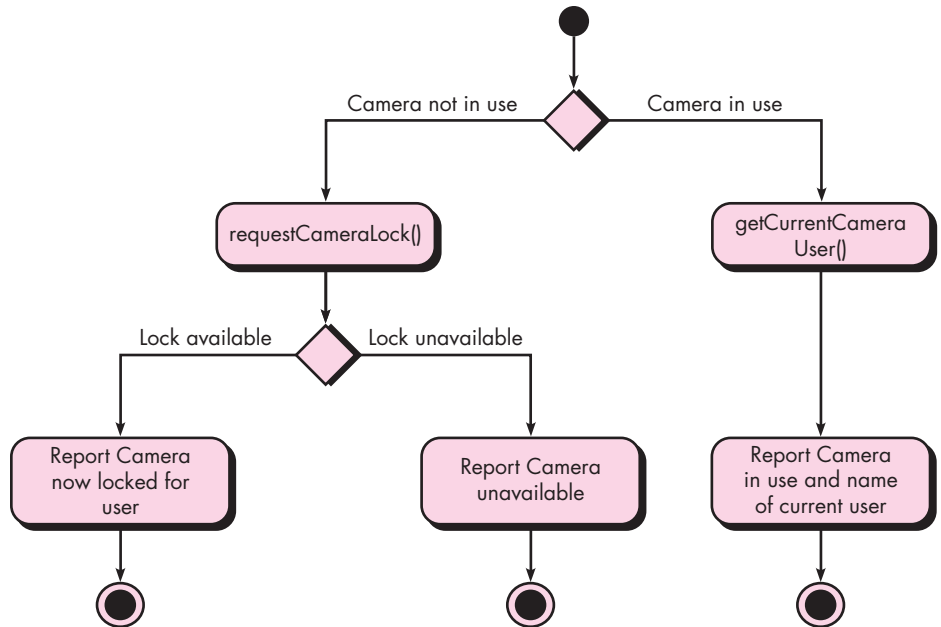 Camera not in use
Camera in use
requestCameraLock()
getCurrentCamera
User()
Lock available
Lock unavailable
Report Camera
now locked for
user
Report Camera
unavailable
Report Camera
in use and name
of current user